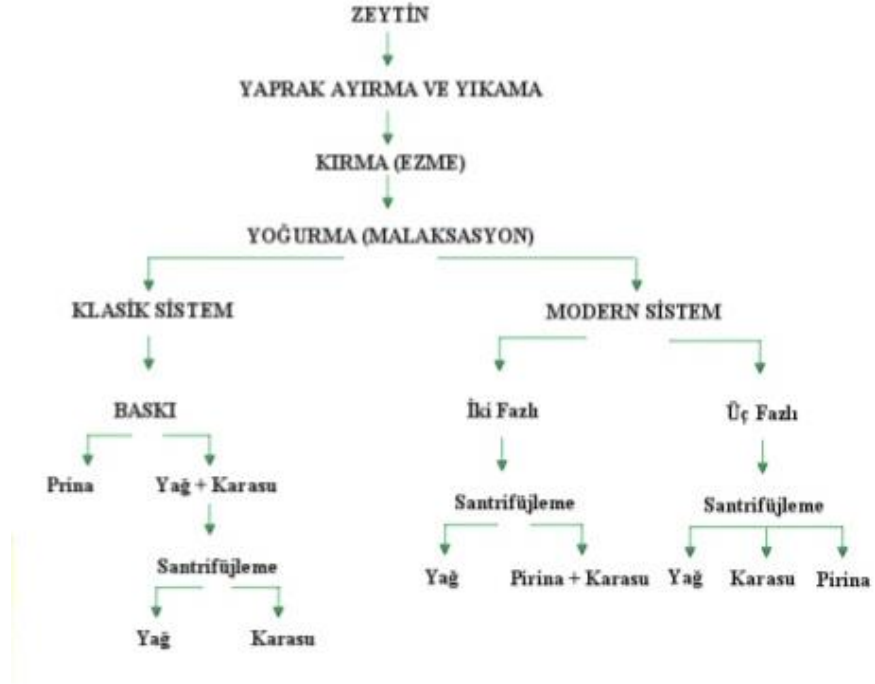 ZEYTİN
YAPRAK AYIRMA VE YIKAMA
KIRMA (EZME)
YOĞURMA (MALAKSASYON)
KLASİK SİSTEM
MODERN SİSTEM
BASKI
İki Fazlı
Üç Fazlı
Prina
Yağ + Karasu
Santrifüjleme
Santrifüjleme
Santrifüjleme
Yağ
Pirina + Karasu
Yağ
Karasu
Pirina
Yağ
Karasu